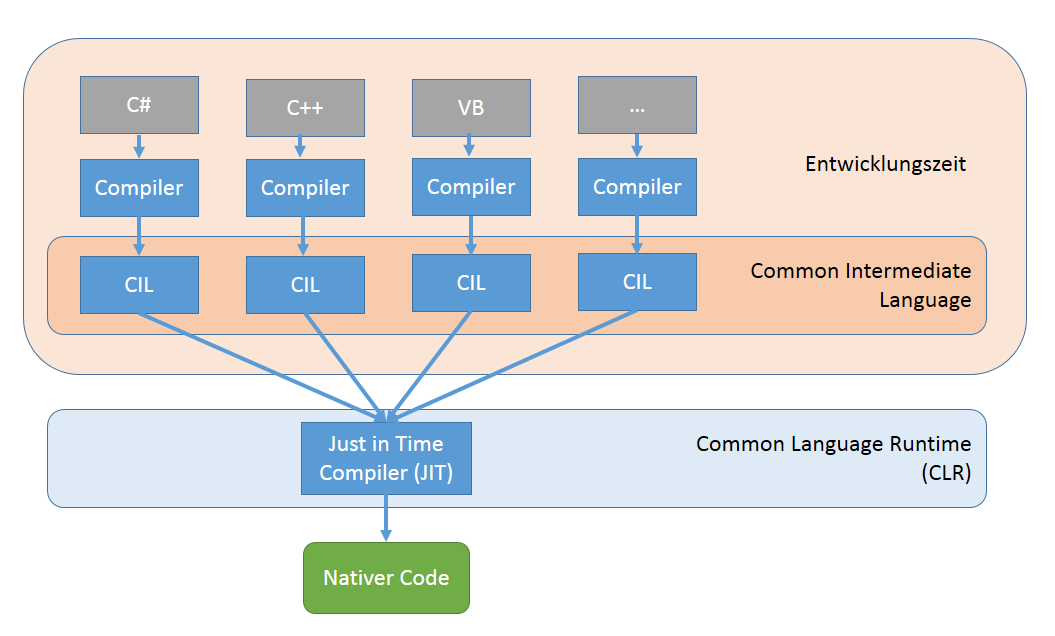 C#
C++
VB
...
Entwicklungszeit
Compiler
Compiler
Compiler
Compiler
Common Intermediate
Language
CIL
CIL
CIL
CIL
Just in Time
Compiler (JIT)
Common Language Runtime
(CLR)
Nativer Code